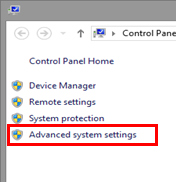 Control Panel
Control Panel Home
Device Manager
Remote settings
System protection
Advanced system settings